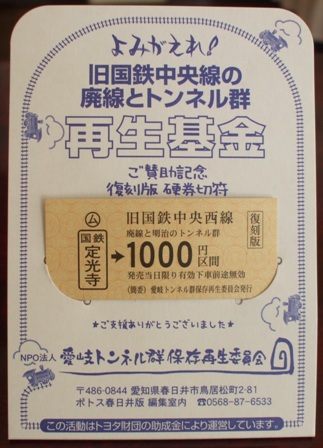 よみがえれ!
旧国鉄中央線の
廃線とトンネル群
再生基金
ご賛助記念
復刻版 硬券切符
ム
国鉄
定光寺
旧国鉄中央西線
廃線と明治のトンネル群
➔1000円区間
発売当日限り有効下車前途無効
(簡委)愛岐トンネル群保存再生委員会発行
復刻版
★ご支援ありがとうございました★
NPO法人 愛岐トンネル群保存再生委員会
〒486-0844 愛知県春日井市鳥居松町2-81
ポトス春日井版 編集室内 ☎0568-87-6533
この活動はトヨタ財団の助成金により運営しています。